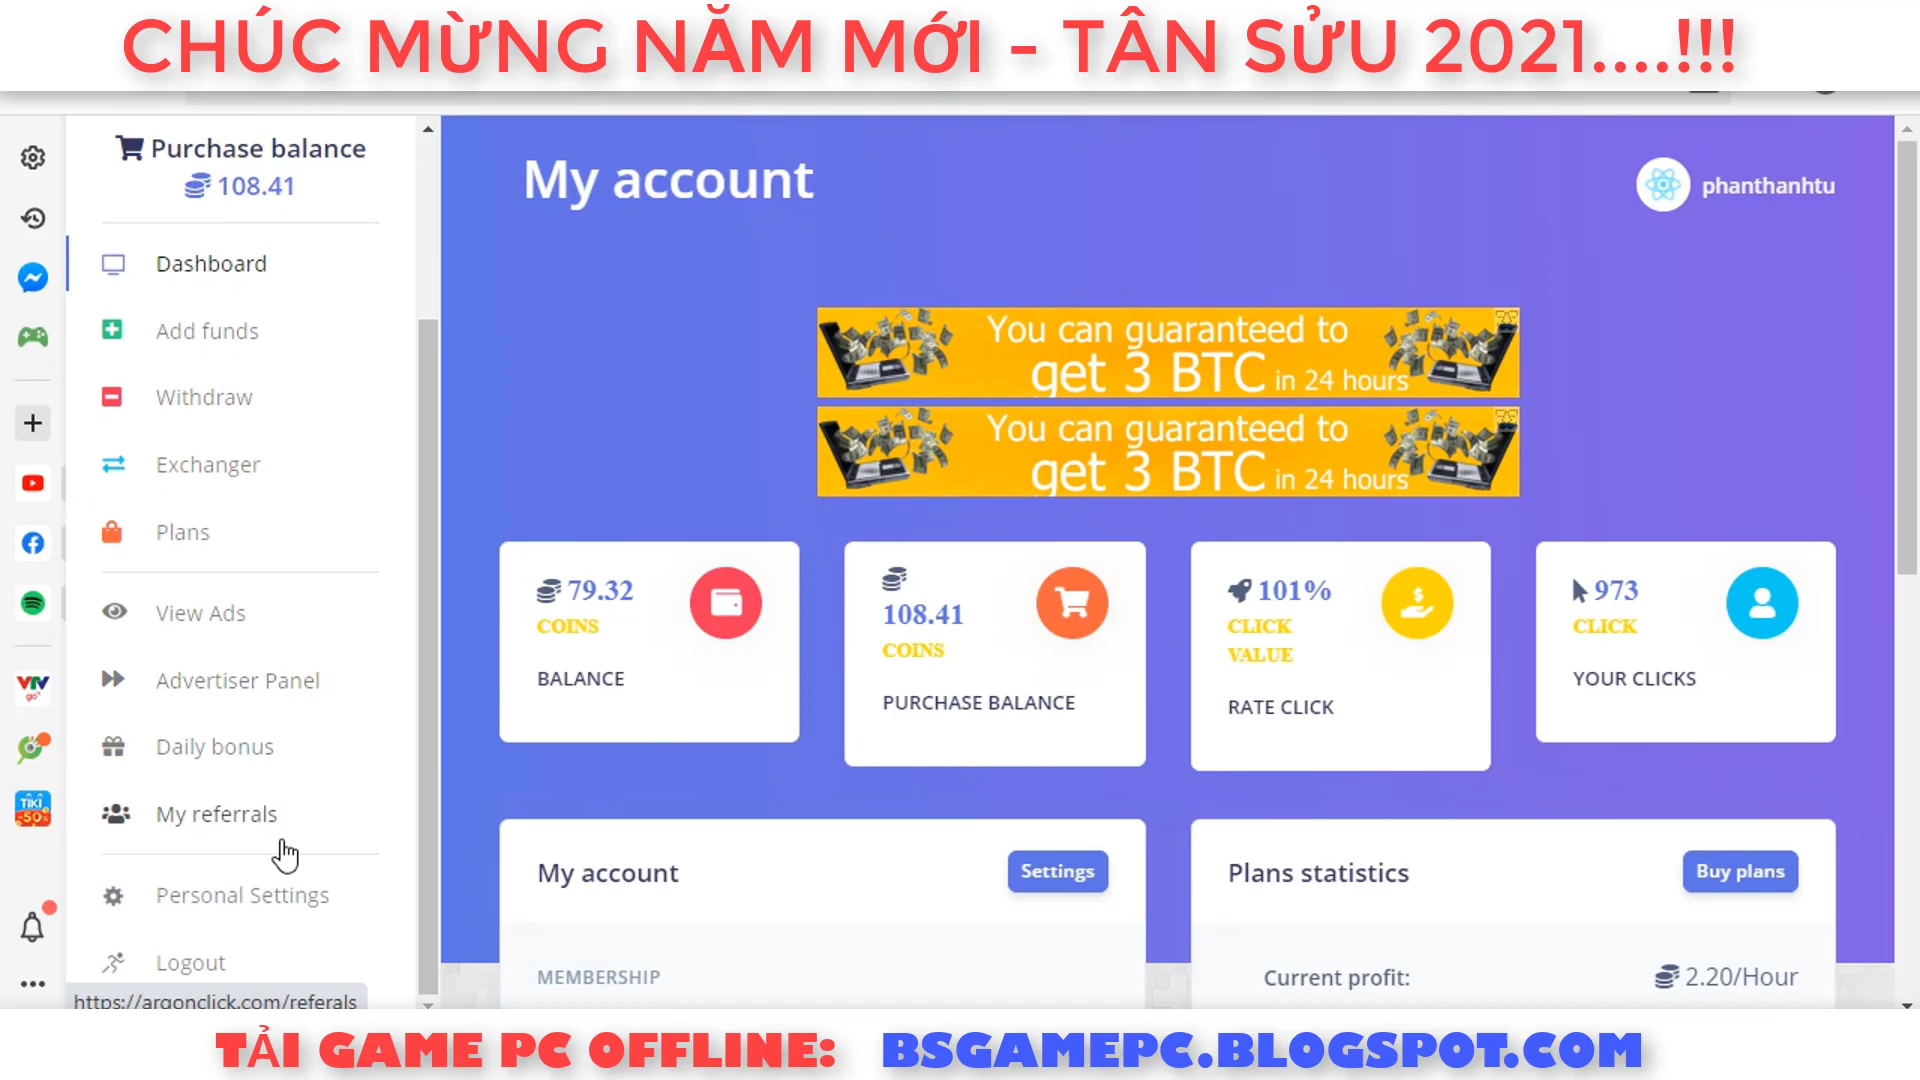 CHÚC MỪNG NĂM MỚI - TÂN SỬU 2021....!!!
Purchase balance
108.41
Dashboard
Add funds
Withdraw
Exchanger
Plans
View Ads
Advertiser Panel
Daily bonus
My referrals
Personal Settings
Logout
https://argonclick.com/referals
VTV
go
TIKI
-50%
My account
phanthanhtu
You can guaranteed to
get 3 BTC in 24 hours
You can guaranteed to
get 3 BTC in 24 hours
79.32
COINS
BALANCE
108.41
COINS
PURCHASE BALANCE
101%
CLICK
VALUE
RATE CLICK
973
CLICK
YOUR CLICKS
My account
Settings
MEMBERSHIP
Plans statistics
Buy plans
Current profit:
2.20/Hour
TẢI GAME PC OFFLINE: BSGAMEPC.BLOGSPOT.COM